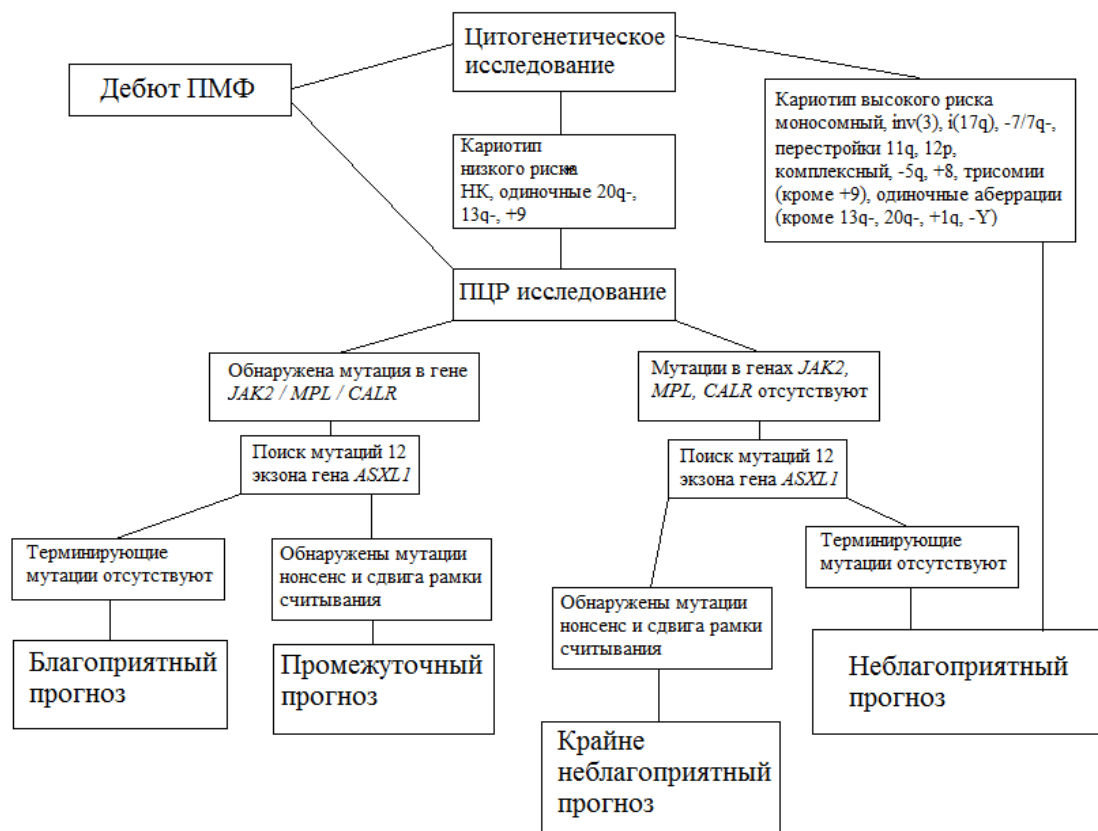 Цитогенетическое
исследование
Дебют ПМФ
Кариотип высокого риска
моносомный, inv(3), i(17q), -7/7q-,
перестройки 11q, 12p,
комплексный, -5q, +8, трисомии
(кроме +9), одиночные аберрации
(кроме 13q-, 20q-, +1q, -Y)
Кариотип
низкого риска
НК, одиночные 20q-,
13q-, +9
ПЦР исследование
Обнаружена мутация в гене
JAK2 / MPL / CALR
Мутации в генах JAK2,
MPL, CALR отсутствуют
Поиск мутаций 12
экзона гена ASXL1
Поиск мутаций 12
экзона гена ASXL1
Терминирующие
мутации отсутствуют
Обнаружены мутации
нонсенс и сдвига рамки
считывания
Обнаружены мутации
нонсенс и сдвига рамки
считывания
Терминирующие
мутации отсутствуют
Благоприятный
прогноз
Промежуточный
прогноз
Крайне
неблагоприятный
прогноз
Неблагоприятный
прогноз